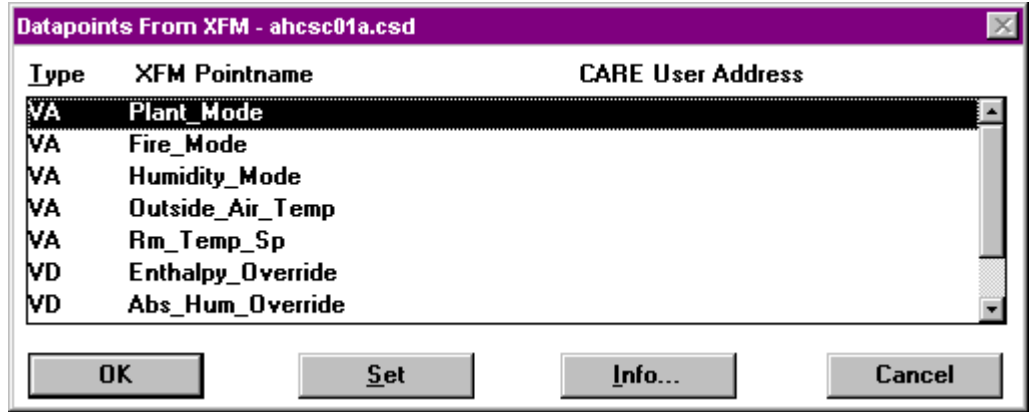 Datapoints From XFM - ahcsc01a.csd
Type XFM Pointname CARE User Address
VA Plant_Mode
VA Fire_Mode
VA Humidity_Mode
VA Outside_Air_Temp
VA Rm_Temp_Sp
VD Enthalpy_Override
VD Abs_Hum_Override
OK Set Info... Cancel